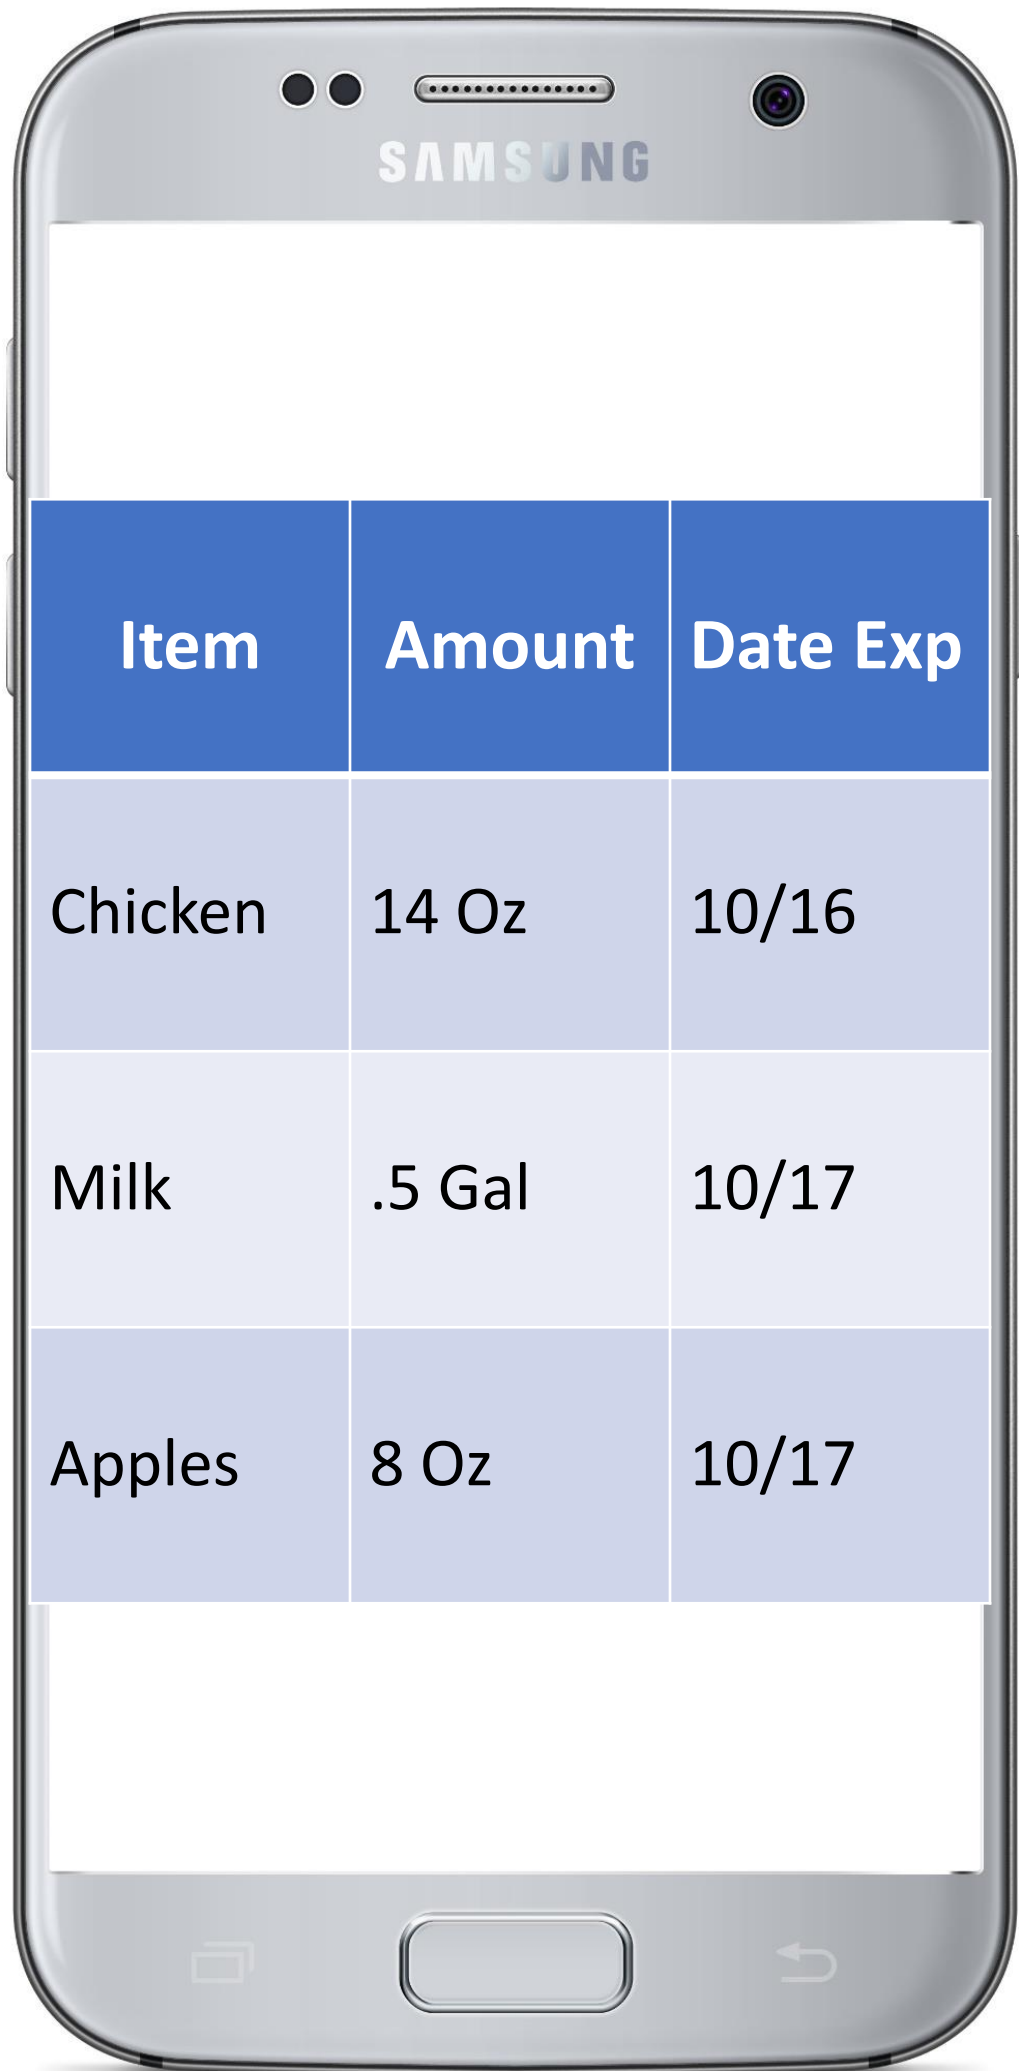 SAMSUNG
Item Amount Date Exp
Chicken 14 Oz 10/16
Milk .5 Gal 10/17
Apples 8 Oz 10/17